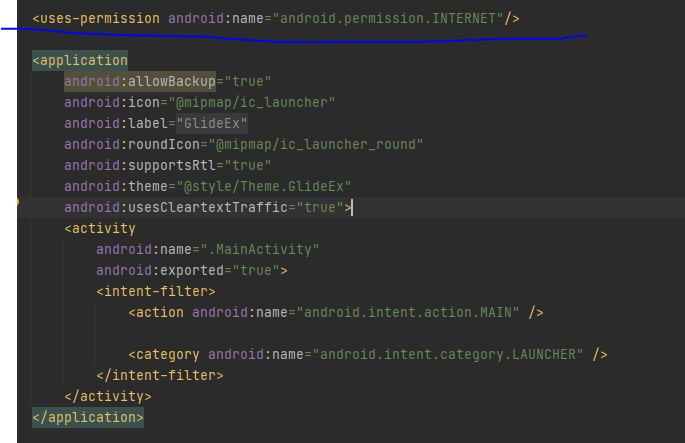 <uses-permission android:name="android.permission.INTERNET"/>
<application
android:allowBackup="true"
android:icon="@mipmap/ic_launcher"
android:label="GlideEx"
android:roundIcon="@mipmap/ic_launcher_round"
android:supportsRtl="true"
android:theme="@style/Theme.GlideEx"
android:usesCleartextTraffic="true">
<activity
android:name=".MainActivity"
android:exported="true">
<intent-filter>
<action android:name="android.intent.action.MAIN" />
<category android:name="android.intent.category.LAUNCHER" />
</intent-filter>
</activity>
</application>